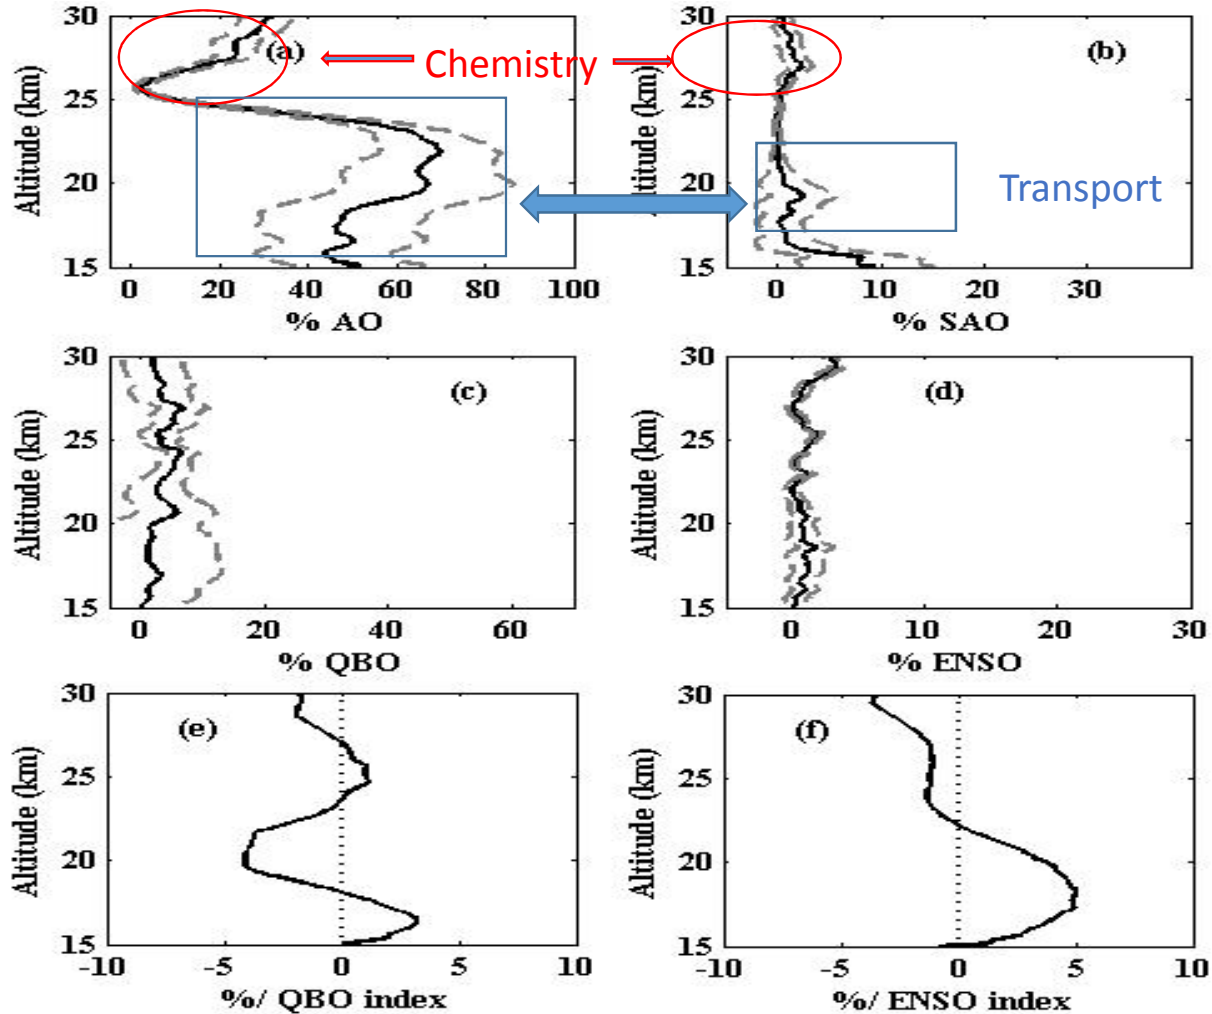 30
25
20
15
Altitude (km)
(a)
0 20 40 60 80 100
% AO
Chemistry
30
25
20
15
ltitude (km)
(b)
0 10 20 30
% SAO
Transport
30
25
20
15
Altitude (km)
(c)
0 20 40 60
% QBO
30
25
20
15
Altitude (km)
(d)
0 10 20 30
% ENSO
30
25
20
15
Altitude (km)
(e)
-10 -5 0 5 10
%/ QBO index
30
25
20
15
Altitude (km)
(f)
-10 -5 0 5 10
%/ ENSO index